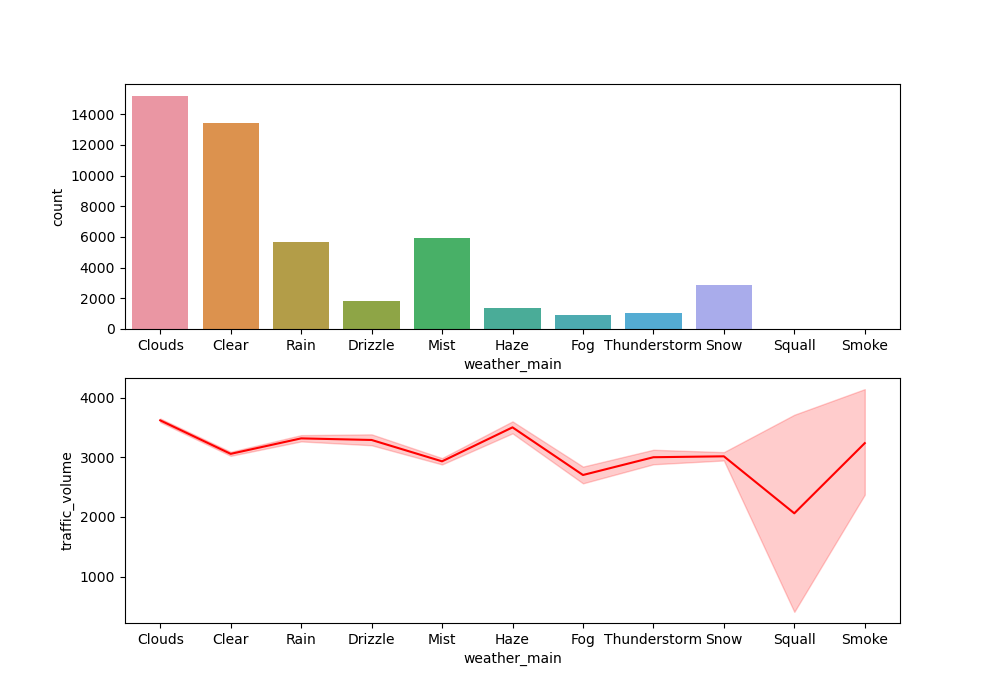 14000
12000
10000
8000
6000
4000
2000
0
count
Clouds Clear Rain Drizzle Mist Haze Fog Thunderstorm Snow Squall Smoke
weather_main
4000
3000
2000
1000
traffic_volume
Clouds Clear Rain Drizzle Mist Haze Fog Thunderstorm Snow Squall Smoke
weather_main